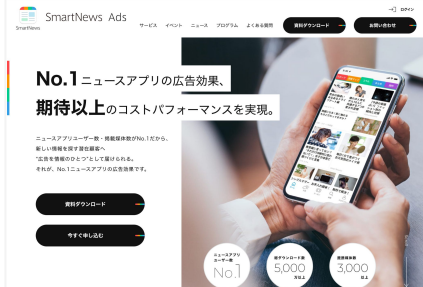 SmartNews
SmartNews Ads
サービス イベント ニュース プログラム よくある質問
ログイン
資料ダウンロード
お問い合わせ
No.1 ニュースアプリの広告効果、
期待以上のコストパフォーマンスを実現。
ニュースアプリユーザー数・掲載媒体数がNo.1だから、
新しい情報を探す潜在顧客へ
“広告を情報のひとつ”として届けられる。
それが、No.1ニュースアプリの広告効果です。
資料ダウンロード
今すぐ申し込む
ニュースアプリ
ユーザー数
No.1
総ダウンロード数
5,000
万以上
提携媒体数
3,000
以上